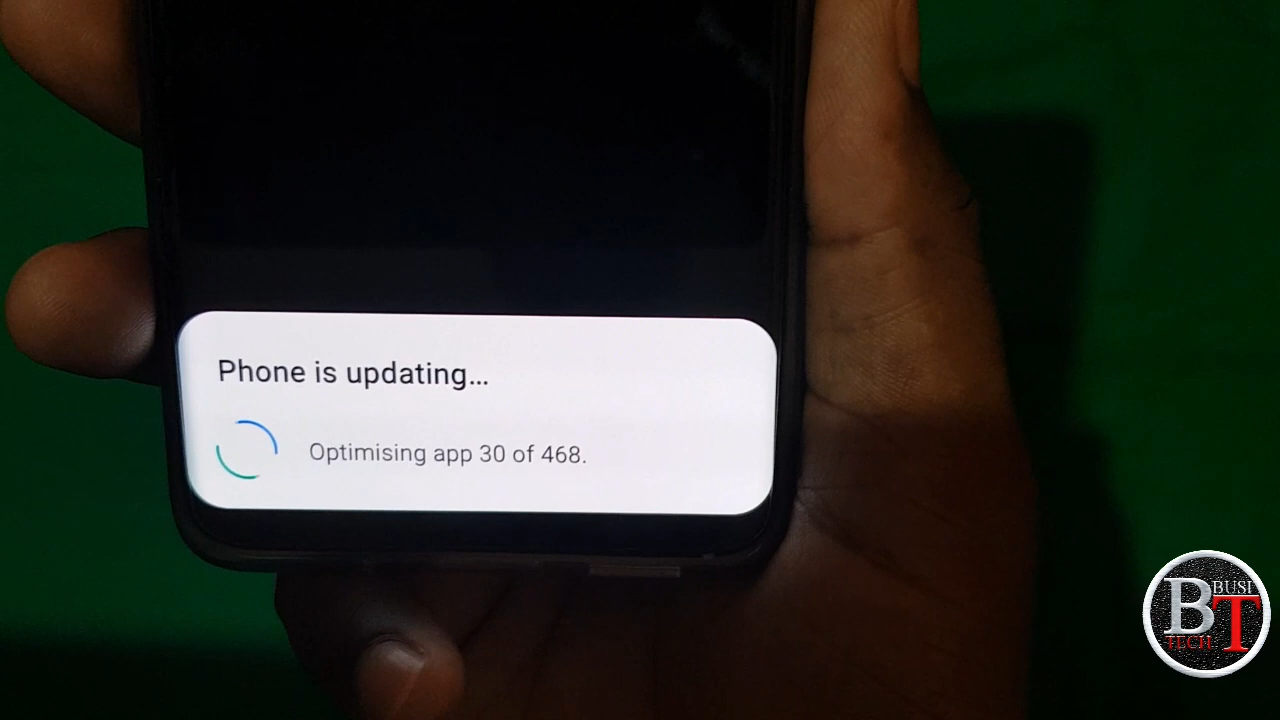 Phone is updating...
Optimising app 30 of 468.
BUSI
BT
TECH